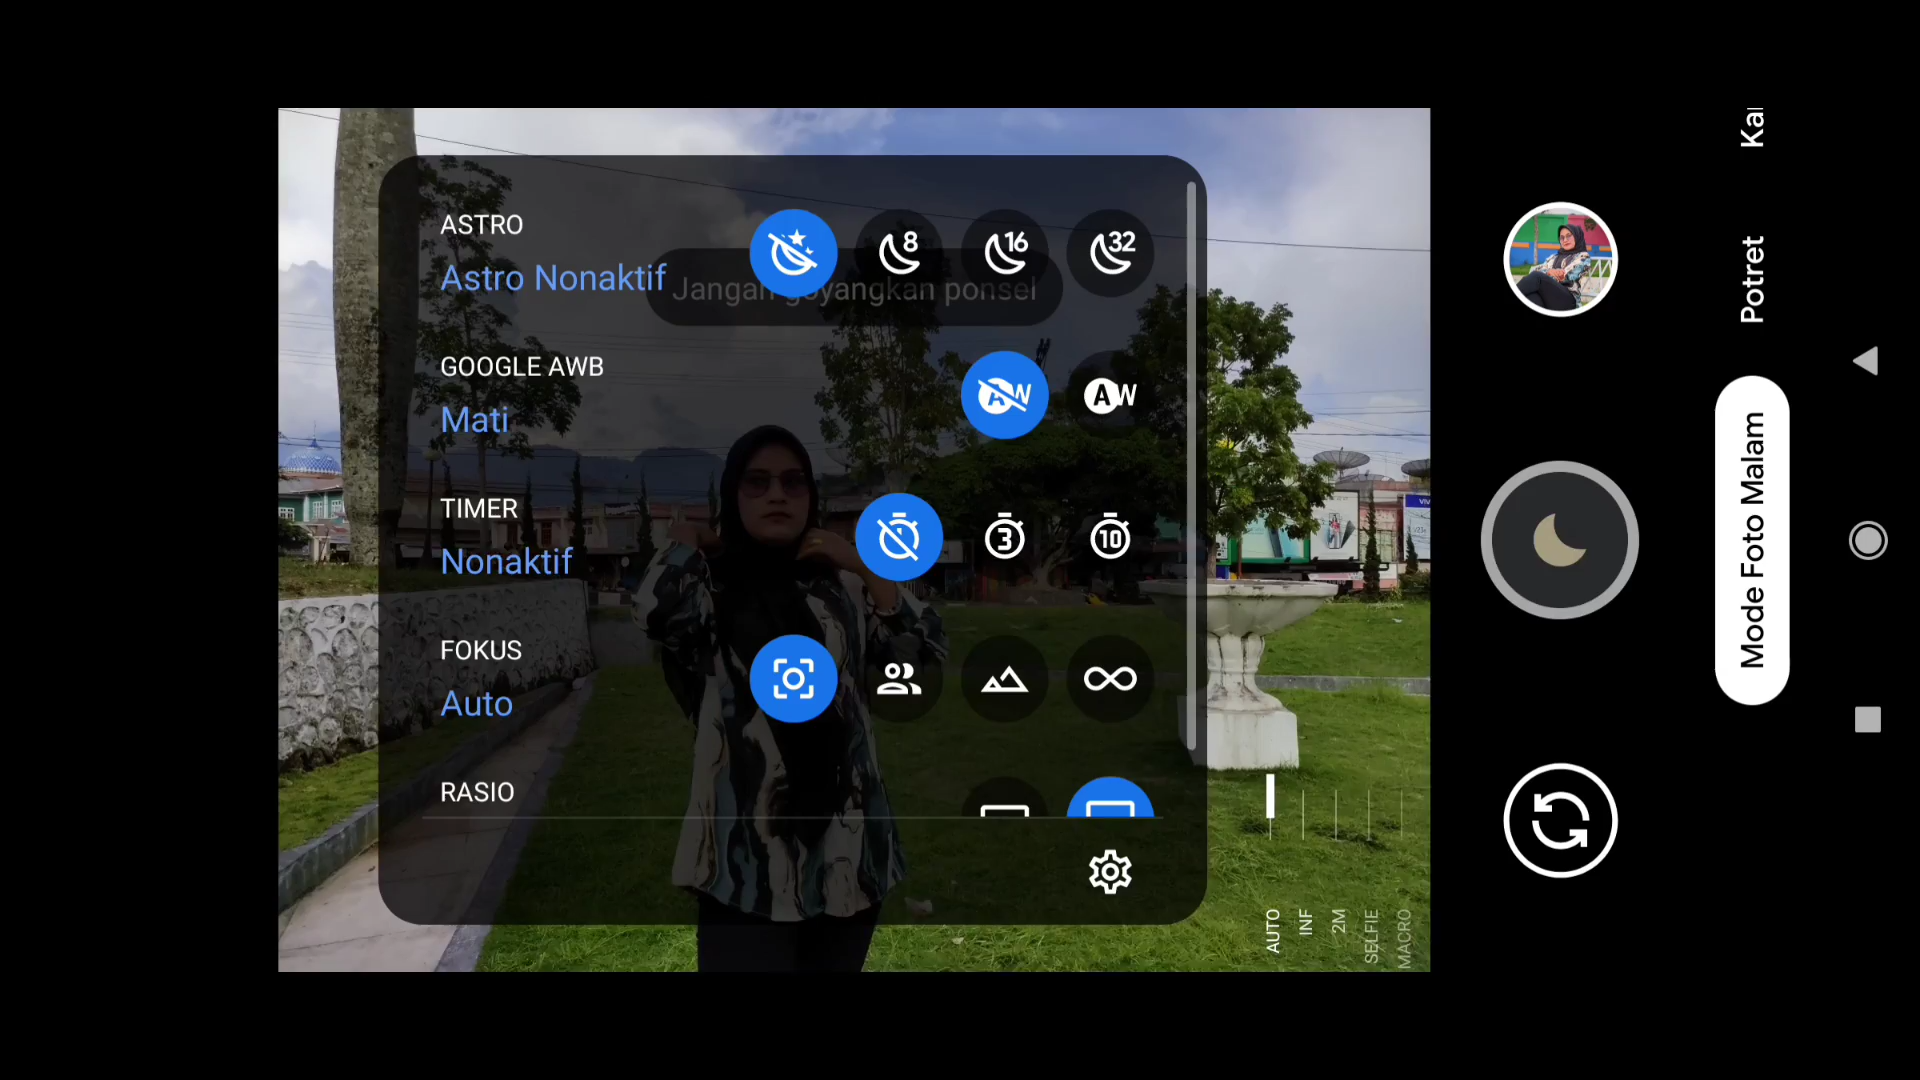 ASTRO
Astro Nonaktif
8
16
32
Jangan goyangkan ponsel
GOOGLE AWB
Mati
AW
AW
TIMER
Nonaktif
3
10
FOKUS
Auto
RASIO
AUTO
INF
2M
SELFIE
MACRO
Potret
Mode Foto Malam